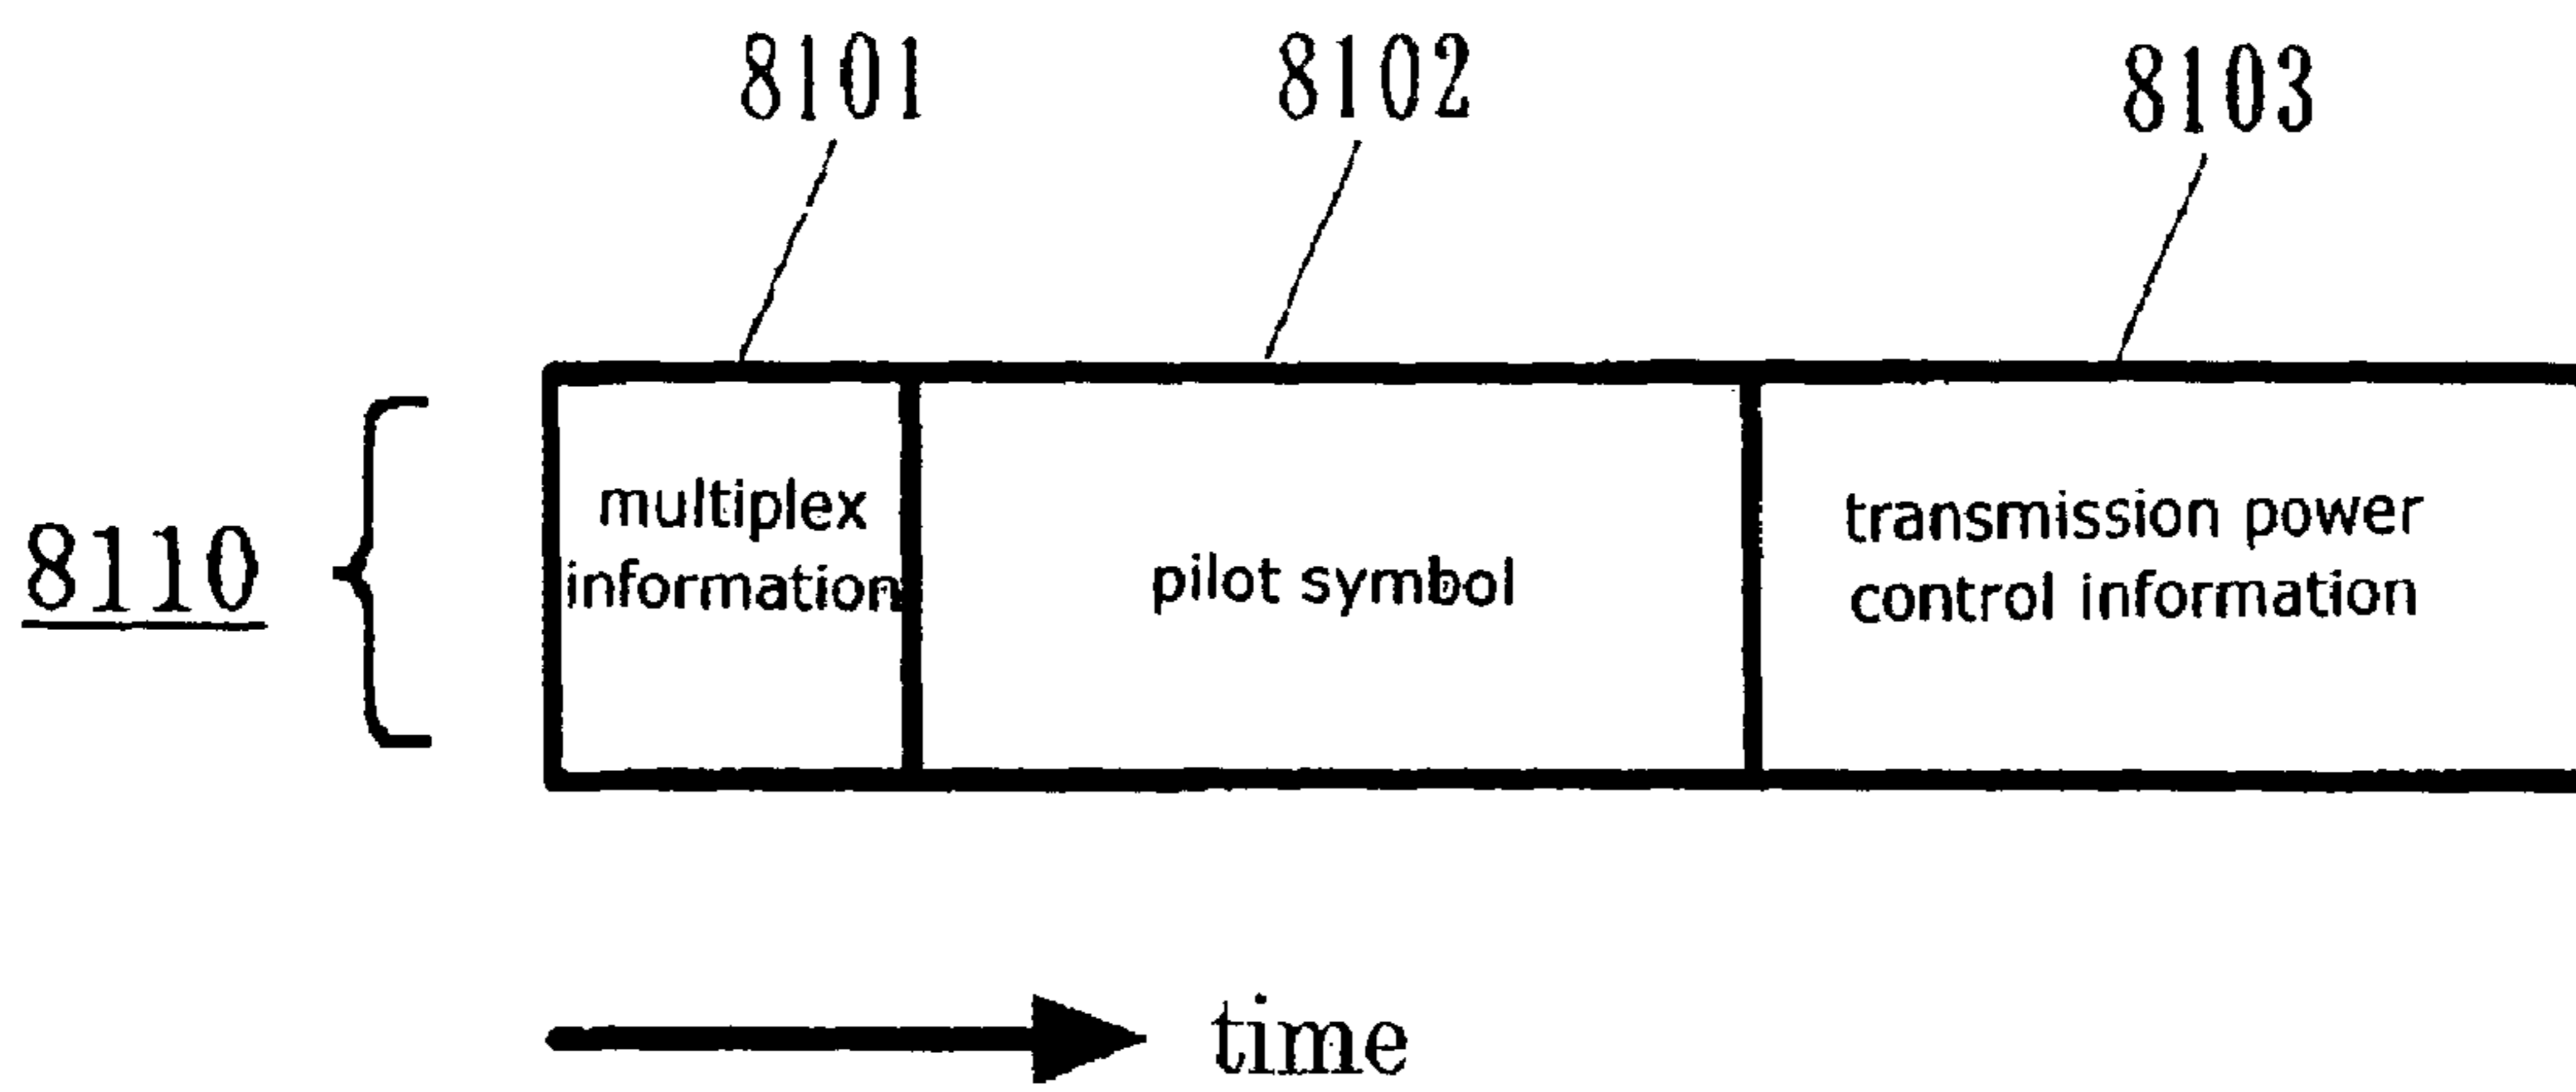 8101
8102
8103
8110
multiplex
information
pilot symbol
transmission power
control information
time